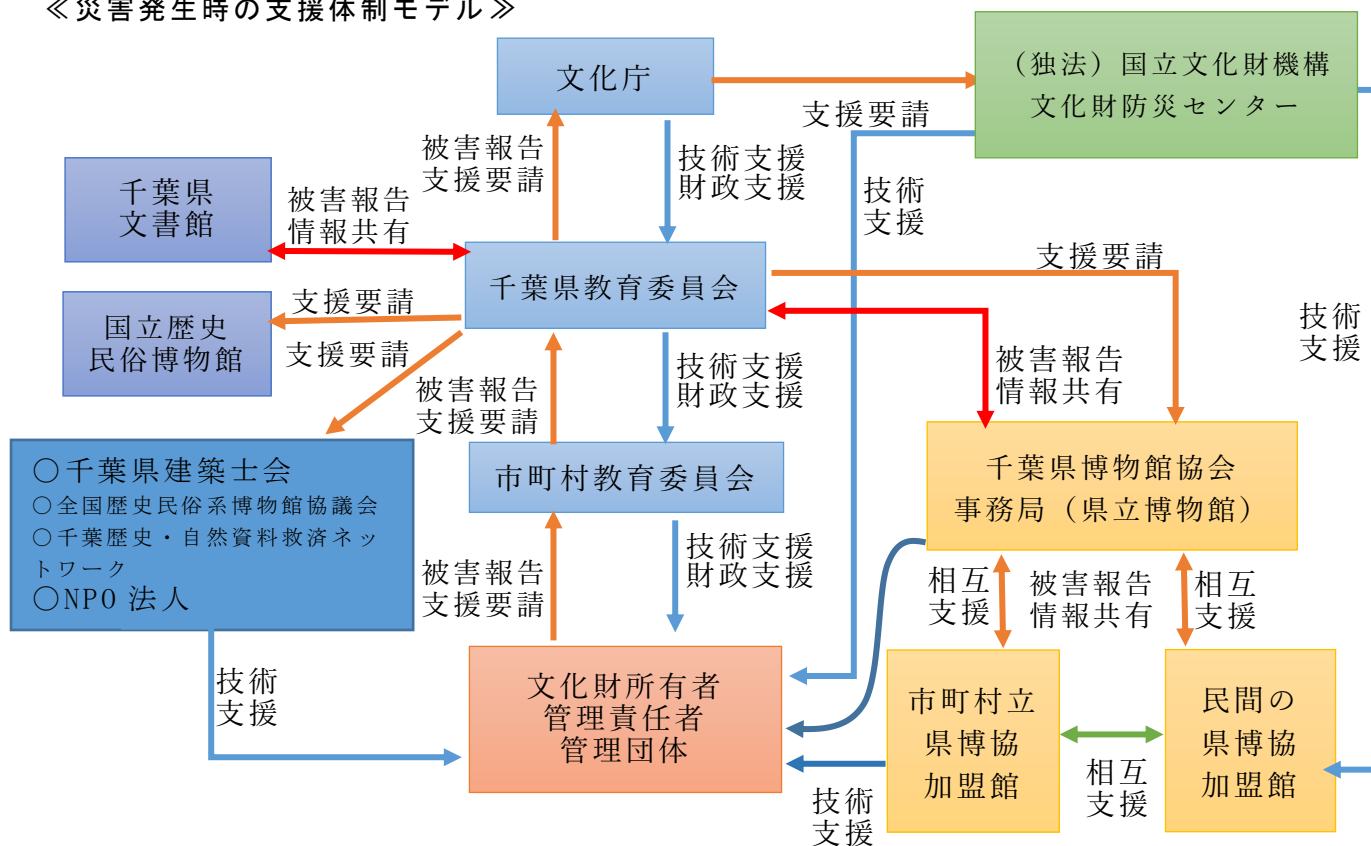 ≪災害発生時の支援体制モデル≫
文化庁
(独法)国立文化財機構
文化財防災センター
支援要請
被害報告
支援要請
技術支援
財政支援
技術
支援
千葉県
文書館
被害報告
情報共有
千葉県教育委員会
支援要請
国立歴史
民俗博物館
支援要請
支援要請
技術
支援
被害報告
情報共有
被害報告
支援要請
技術支援
財政支援
○千葉県建築士会
○全国歴史民俗系博物館協議会
○千葉歴史・自然資料救済ネッ
トワーク
○NPO 法人
市町村教育委員会
千葉県博物館協会
事務局(県立博物館)
被害報告
支援要請
技術支援
財政支援
相互
支援
被害報告
情報共有
相互
支援
技術
支援
文化財所有者
管理責任者
管理団体
市町村立
県博協
加盟館
民間の
県博協
加盟館
技術
支援
相互
支援